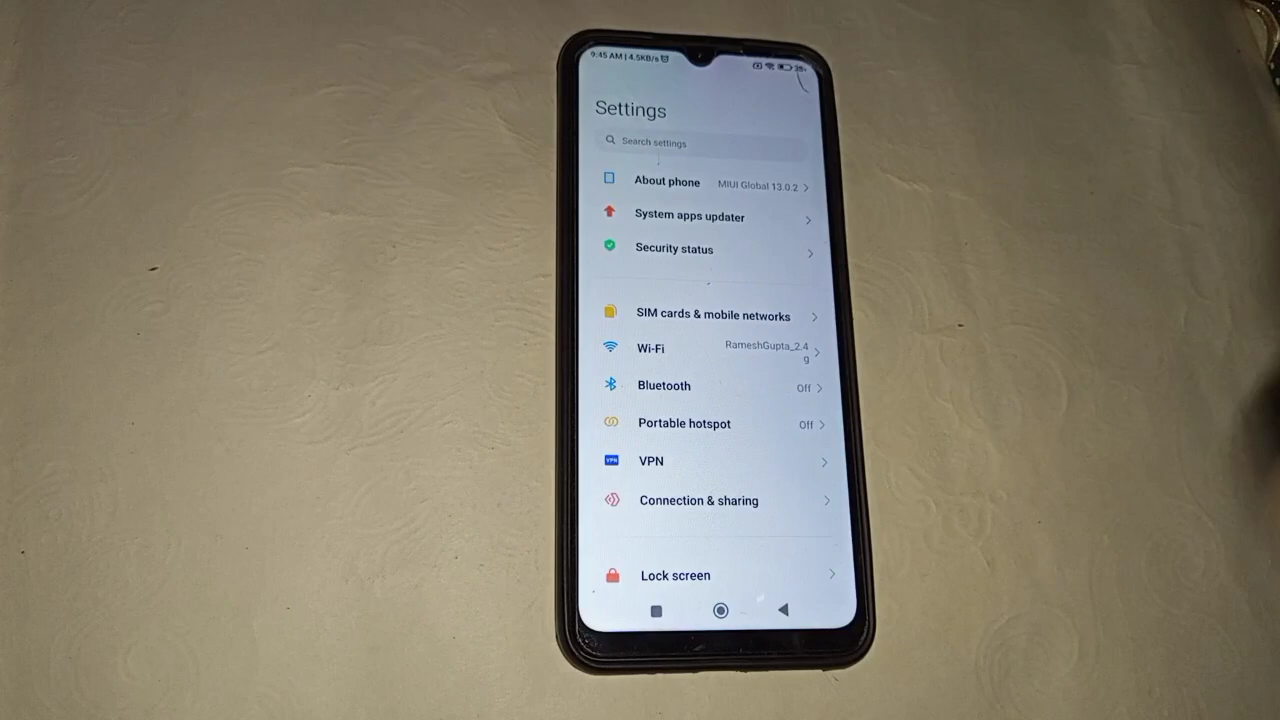 9:45 AM | 4.5KB/s
Settings
Search settings
About phone MIUI Global 13.0.2
System apps updater
Security status
SIM cards & mobile networks
Wi-Fi RameshGupta_2.4
g
Bluetooth Off
Portable hotspot Off
VPN VPN
Connection & sharing
Lock screen